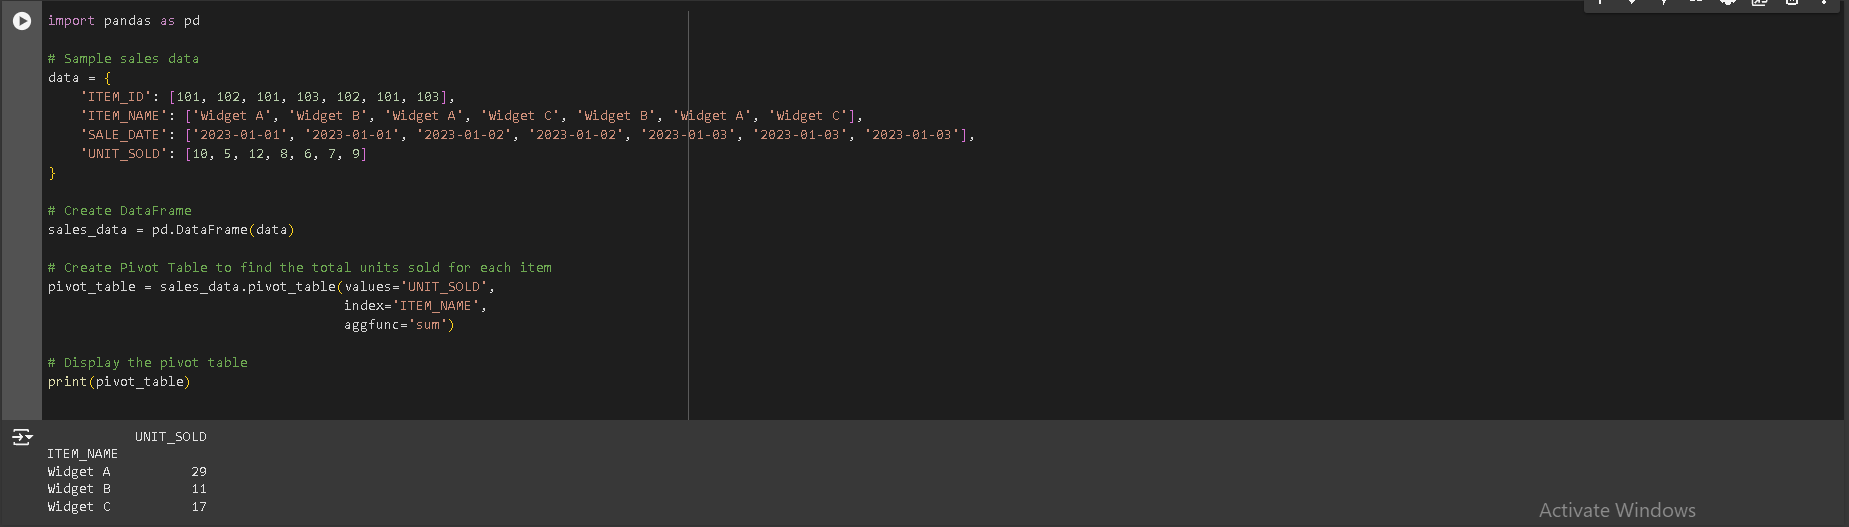 import pandas as pd
# Sample sales data
data = {
'ITEM_ID': [101, 102, 101, 103, 102, 101, 103],
'ITEM_NAME': ['Widget A', 'Widget B', 'Widget A', 'Widget C', 'Widget B', 'Widget A', 'Widget C'],
'SALE_DATE': ['2023-01-01', '2023-01-01', '2023-01-02', '2023-01-02', '2023-01-03', '2023-01-03', '2023-01-03'],
'UNIT_SOLD': [10, 5, 12, 8, 6, 7, 9]
}
# Create DataFrame
sales_data = pd.DataFrame(data)
# Create Pivot Table to find the total units sold for each item
pivot_table = sales_data.pivot_table(values='UNIT_SOLD',
index='ITEM_NAME',
aggfunc='sum')
# Display the pivot table
print(pivot_table)
UNIT_SOLD
ITEM_NAME
Widget A 29
Widget B 11
Widget C 17
Activate Windows